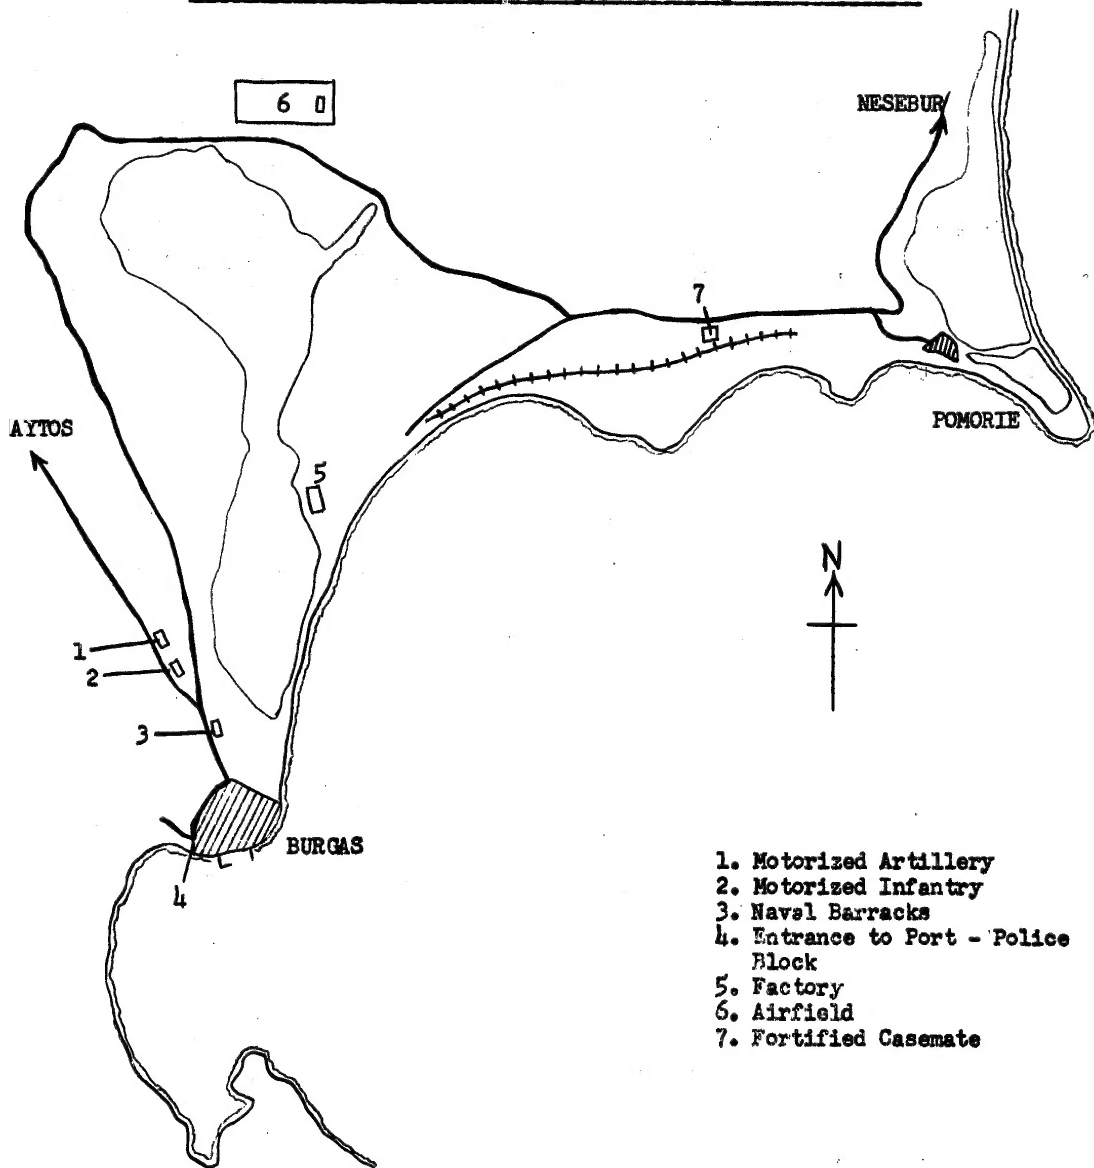 6
NESEBUR
7
AYTOS
POMORIE
5
N
1
2
3
BURGAS
4
1. Motorized Artillery
2. Motorized Infantry
3. Naval Barracks
4. Entrance to Port - Police
Block
5. Factory
6. Airfield
7. Fortified Casemate